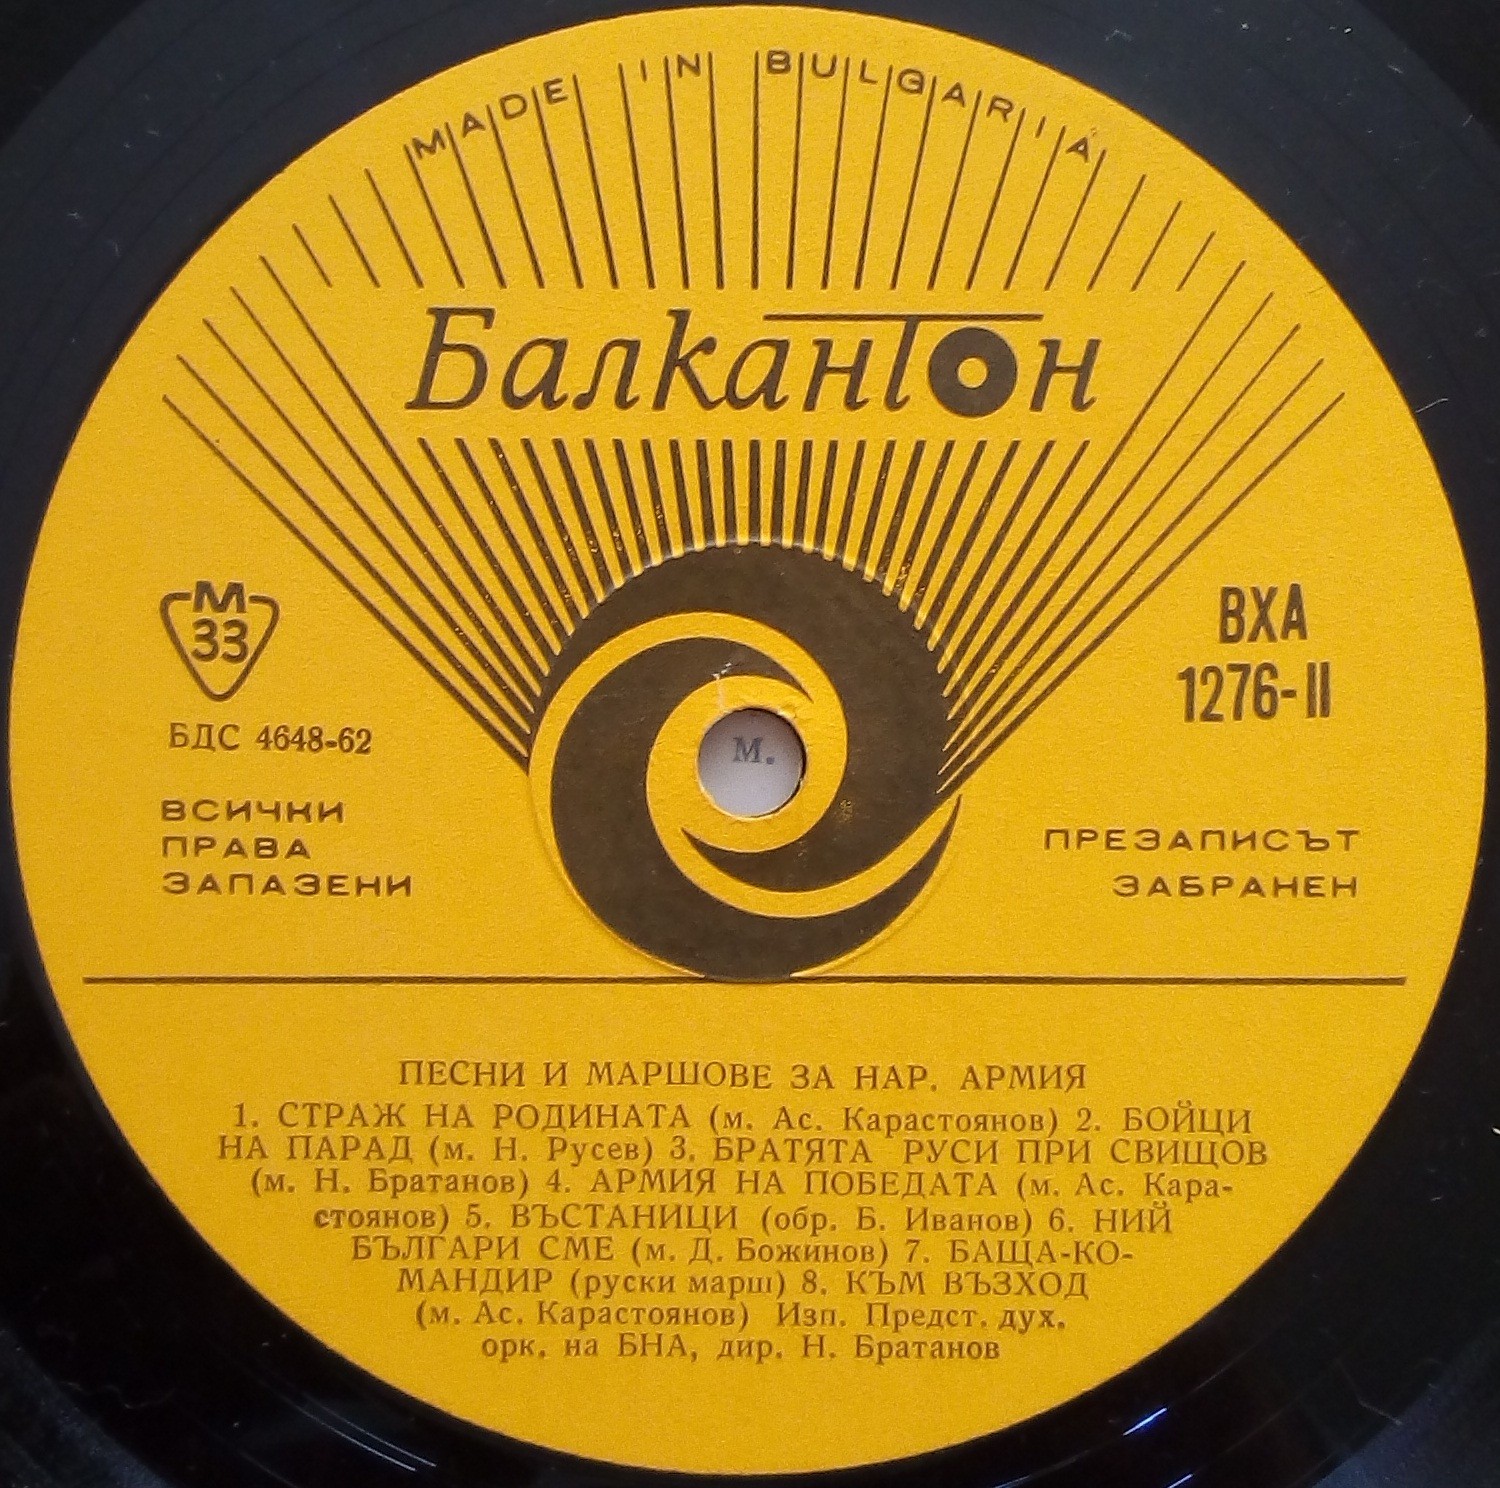 MADE IN BULGARIA
Балкантон
М
33
БДС 4648-62
ВХА
1276-II
м.
ВСИЧКИ
ПРАВА
ЗАПАЗЕНИ
ПРЕЗАПИСЪТ
ЗАБРАНЕН
ПЕСНИ И МАРШОВЕ ЗА НАР. АРМИЯ
1. СТРАЖ НА РОДИНАТА (м. Ас. Карастоянов) 2. БОЙЦИ
НА ПАРАД (м. Н. Русев) 3. БРАТЯТА РУСИ ПРИ СВИЩОВ
(м. Н. Братанов) 4. АРМИЯ НА ПОБЕДАТА (м. Ас. Кара-
стоянов) 5. ВЪСТАНИЦИ (обр. Б. Иванов) 6. НИЙ
БЪЛГАРИ СМЕ (м. Д. Божинов) 7. БАЩА-КО-
МАНДИР (руски марш) 8. КЪМ ВЪЗХОД
(м. Ас. Карастоянов) Изп. Предст. дух.
орк. на БНА, дир. Н. Братанов